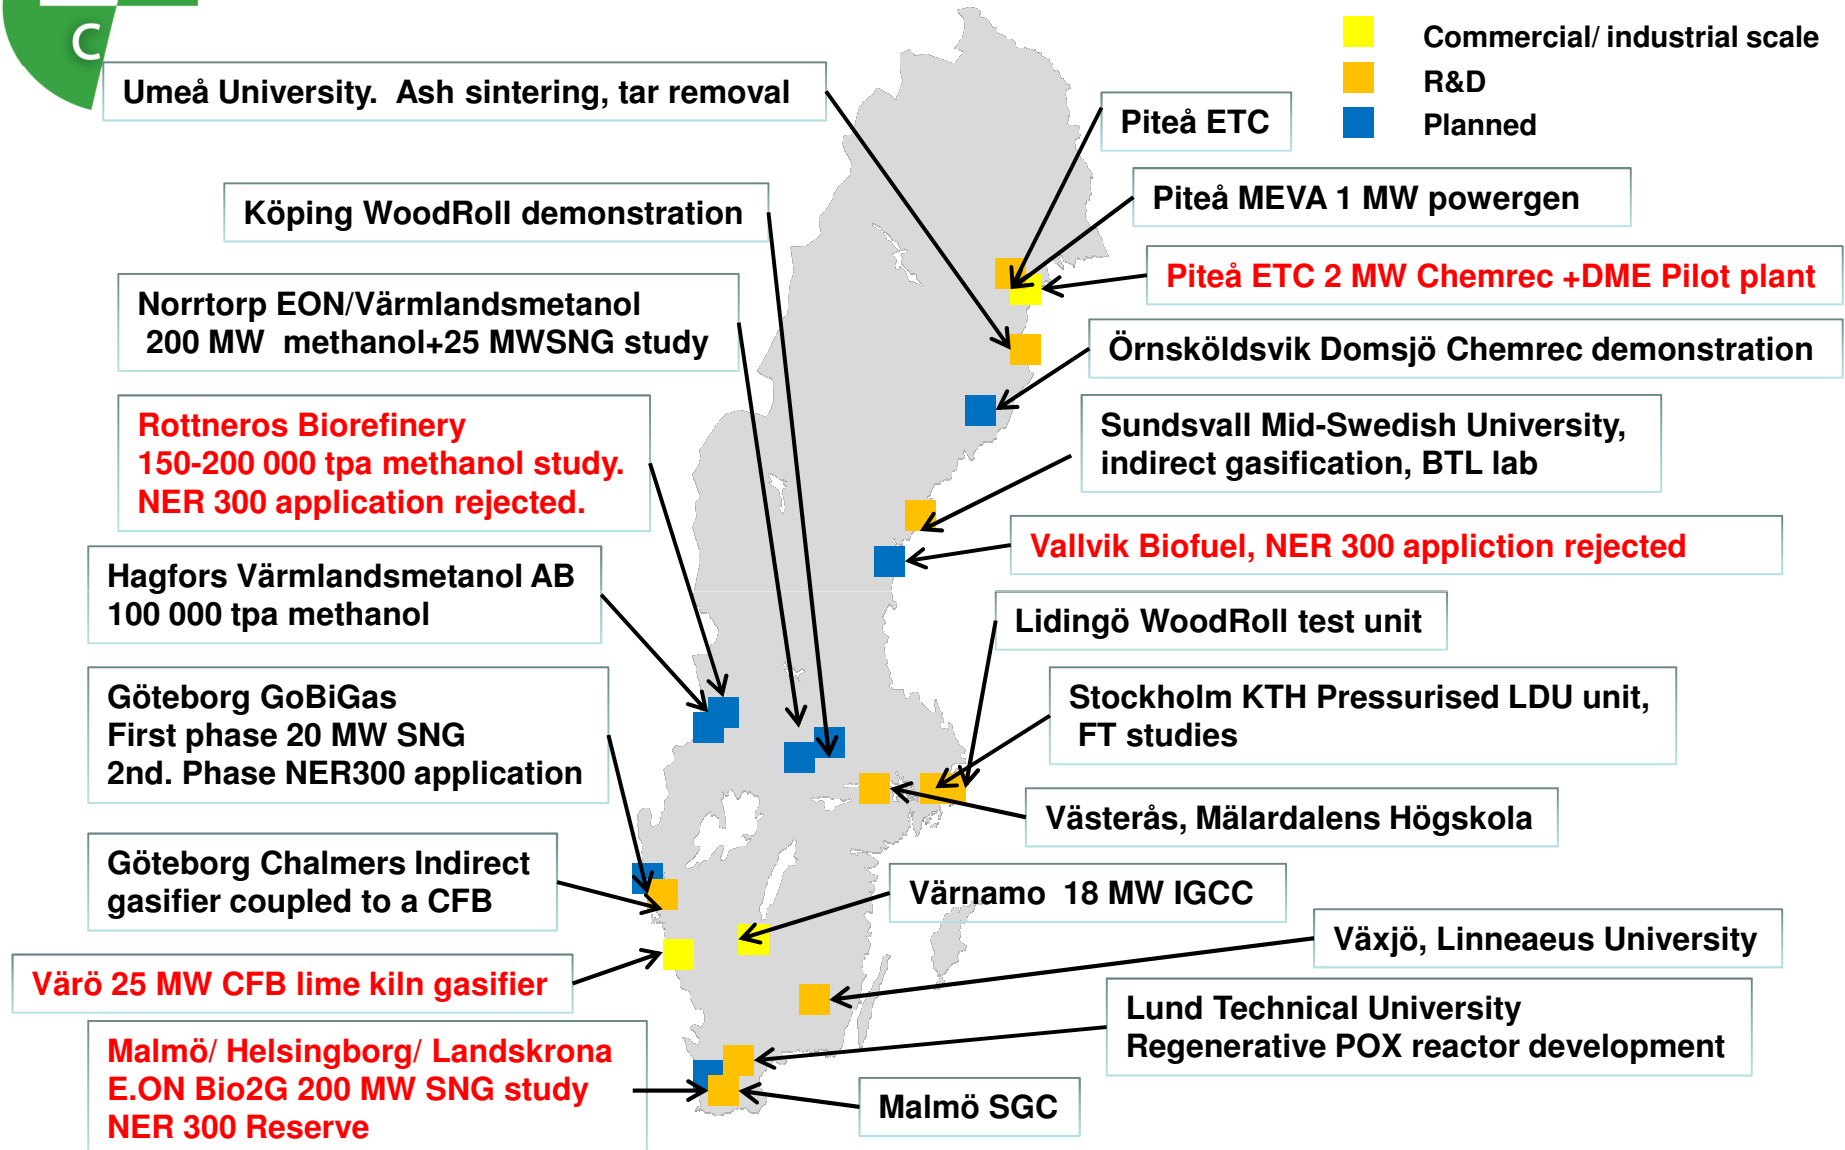 C
Commercial/ industrial scale
R&D
Planned
Umeå University.  Ash sintering, tar removal
Piteå ETC
Piteå MEVA 1 MW powergen
Köping WoodRoll demonstration
Piteå ETC 2 MW Chemrec +DME Pilot plant
Norrtorp EON/Värmlandsmetanol
200 MW  methanol+25 MWSNG study
Örnsköldsvik Domsjö Chemrec demonstration
Rottneros Biorefinery
150-200 000 tpa methanol study.
NER 300 application rejected.
Sundsvall Mid-Swedish University,
indirect gasification, BTL lab
Vallvik Biofuel, NER 300 appliction rejected
Hagfors Värmlandsmetanol AB
100 000 tpa methanol
Lidingö WoodRoll test unit
Göteborg GoBiGas
First phase 20 MW SNG
2nd. Phase NER300 application
Stockholm KTH Pressurised LDU unit,
FT studies
Västerås, Mälardalens Högskola
Göteborg Chalmers Indirect
gasifier coupled to a CFB
Värnamo  18 MW IGCC
Växjö, Linneaeus University
Värö 25 MW CFB lime kiln gasifier
Lund Technical University
Regenerative POX reactor development
Malmö/ Helsingborg/ Landskrona
E.ON Bio2G 200 MW SNG study
NER 300 Reserve
Malmö SGC